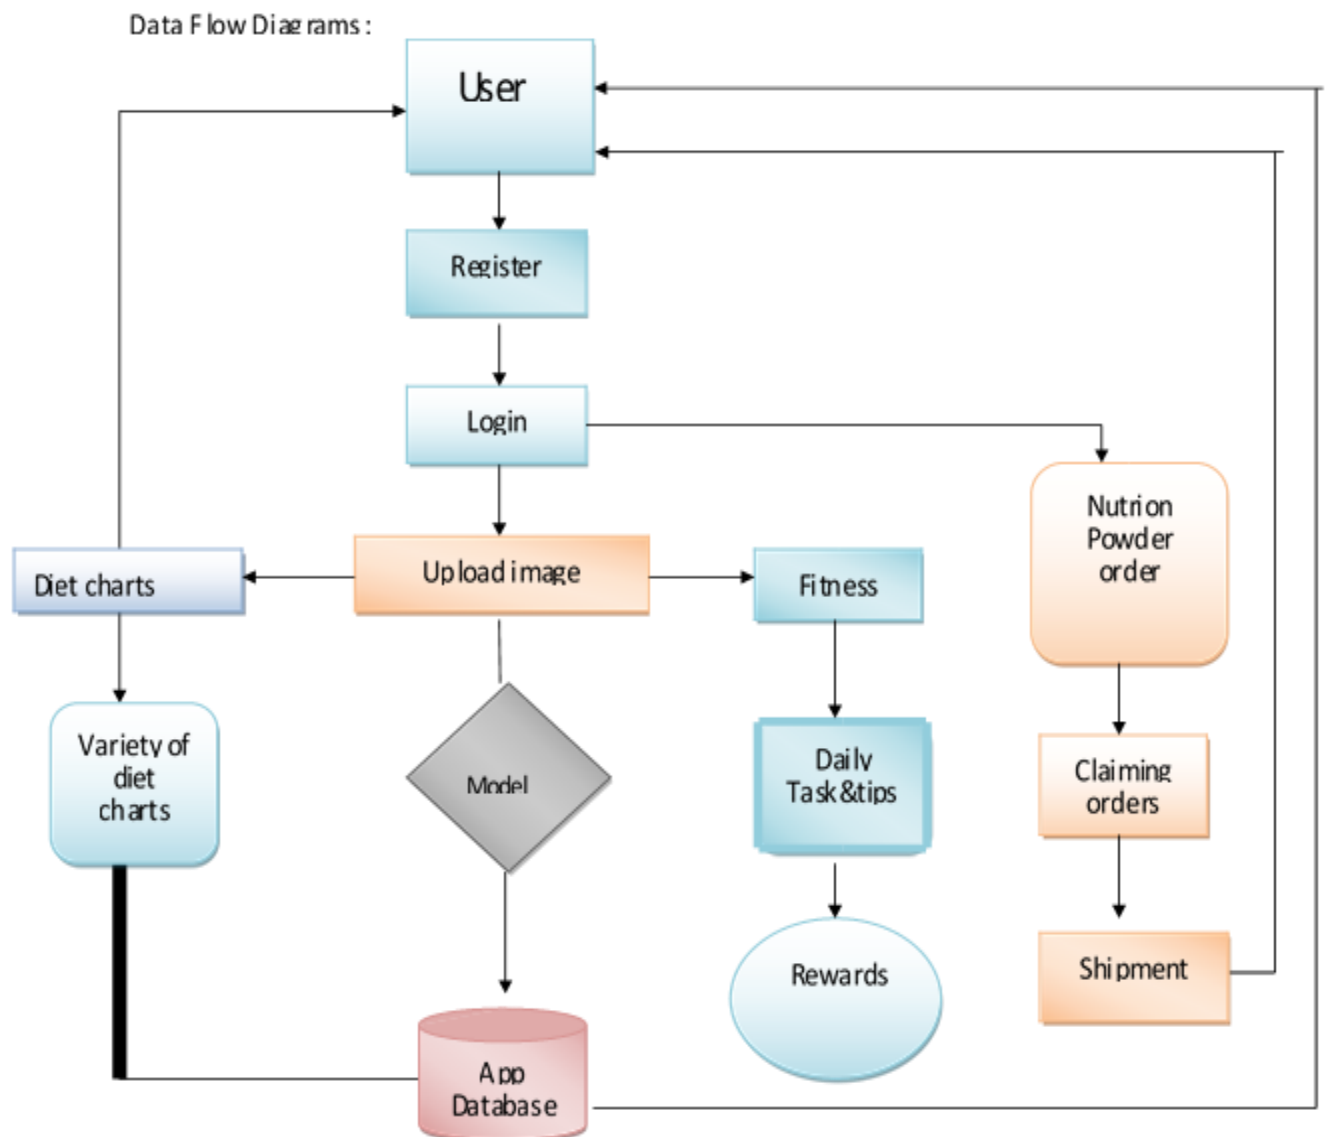 Data Flow Diagrams :
User
Register
Login
Nutrion
Powder
order
Diet charts
Upload image
Fitness
Variety of
diet
charts
Model
Daily
Task&tips
Claiming
orders
Rewards
Shipment
App
Database